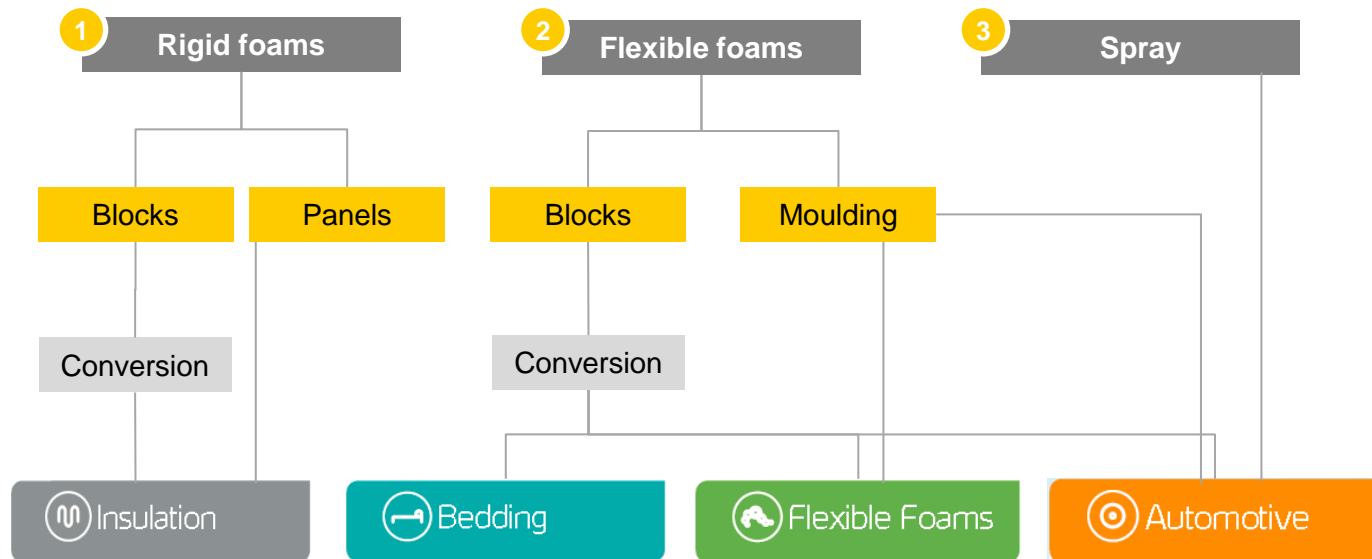 1
Rigid foams
2
Flexible foams
3
Spray
Blocks
Panels
Blocks
Moulding
Conversion
Conversion
Insulation
Bedding
Flexible Foams
Automotive